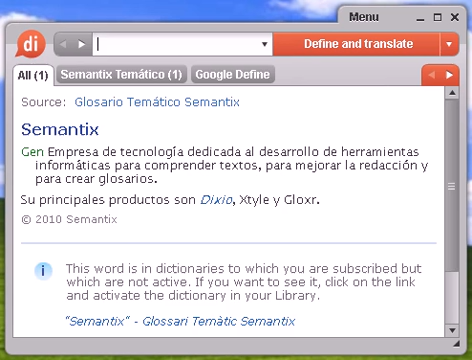 Menu
di
Define and translate
All (1)
Semantix Temático (1)
Google Define
Source: Glosario Temático Semantix
Semantix
Gen Empresa de tecnología dedicada al desarrollo de herramientas
informáticas para comprender textos, para mejorar la redacción y
para crear glosarios.
Su principales productos son Dixio, Xtyle y Gloxr.
© 2010 Semantix
i
This word is in dictionaries to which you are subscribed but
which are not active. If you want to see it, click on the link
and activate the dictionary in your Library.
"Semantix" - Glossari Temàtic Semantix